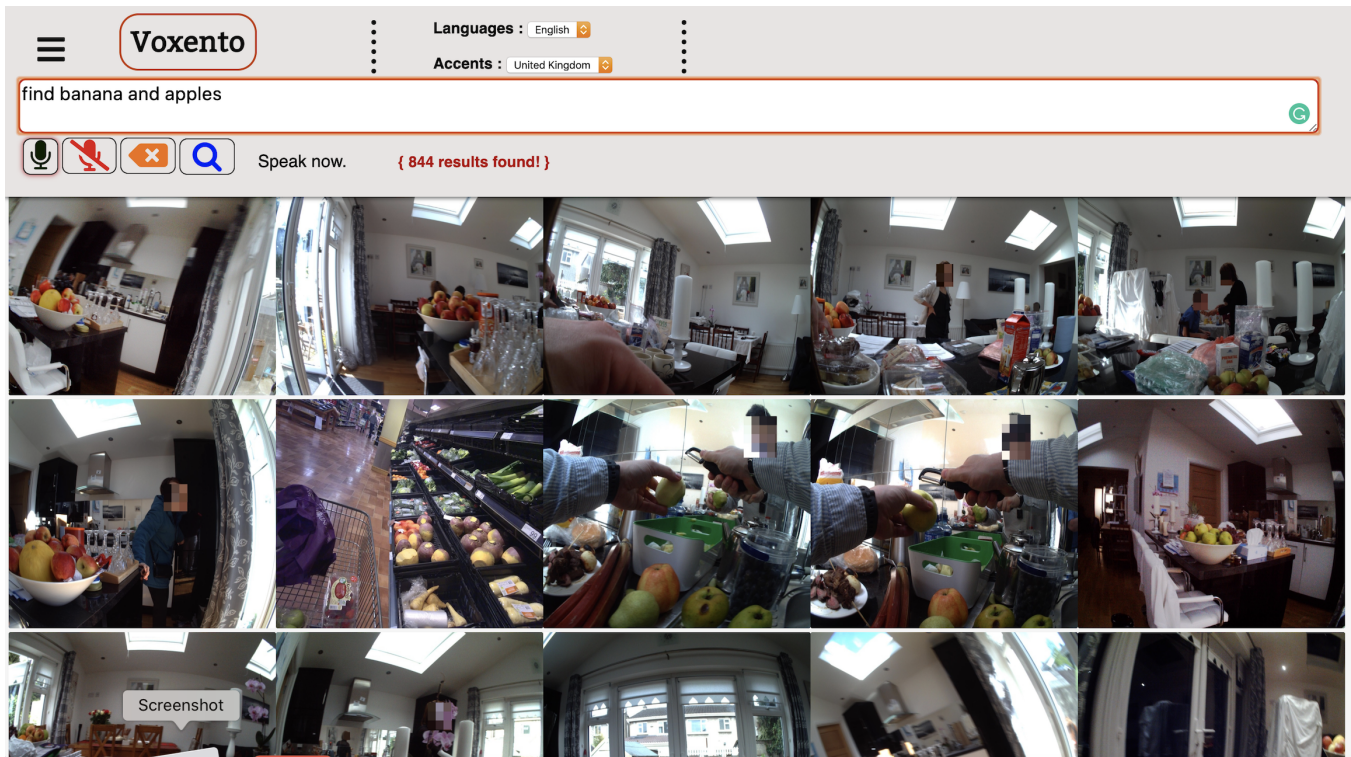 Voxento
Languages : English
Accents : United Kingdom
find banana and apples
Speak now.
{ 844 results found! }
Screenshot